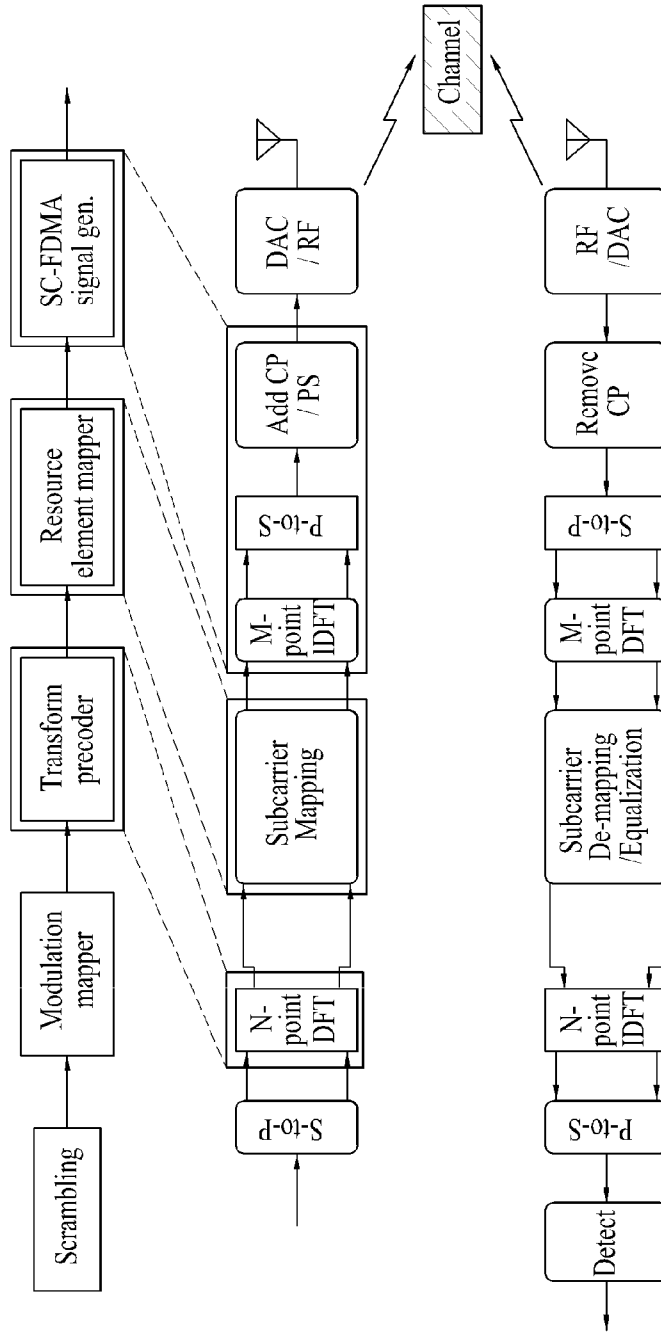 Scrambling
Modulation
mapper
Transform
precoder
Resource
element mapper
SC-FDMA
signal gen.
S-to-P
N-
point
DFT
Subcarrier
Mapping
M-
point
IDFT
P-to-S
Add CP
/ PS
DAC
/ RF
Channel
RF
/DAC
Remove
CP
S-to-P
M-
point
DFT
Subcarrier
De-mapping
/Equalization
N-
point
IDFT
P-to-S
Detect